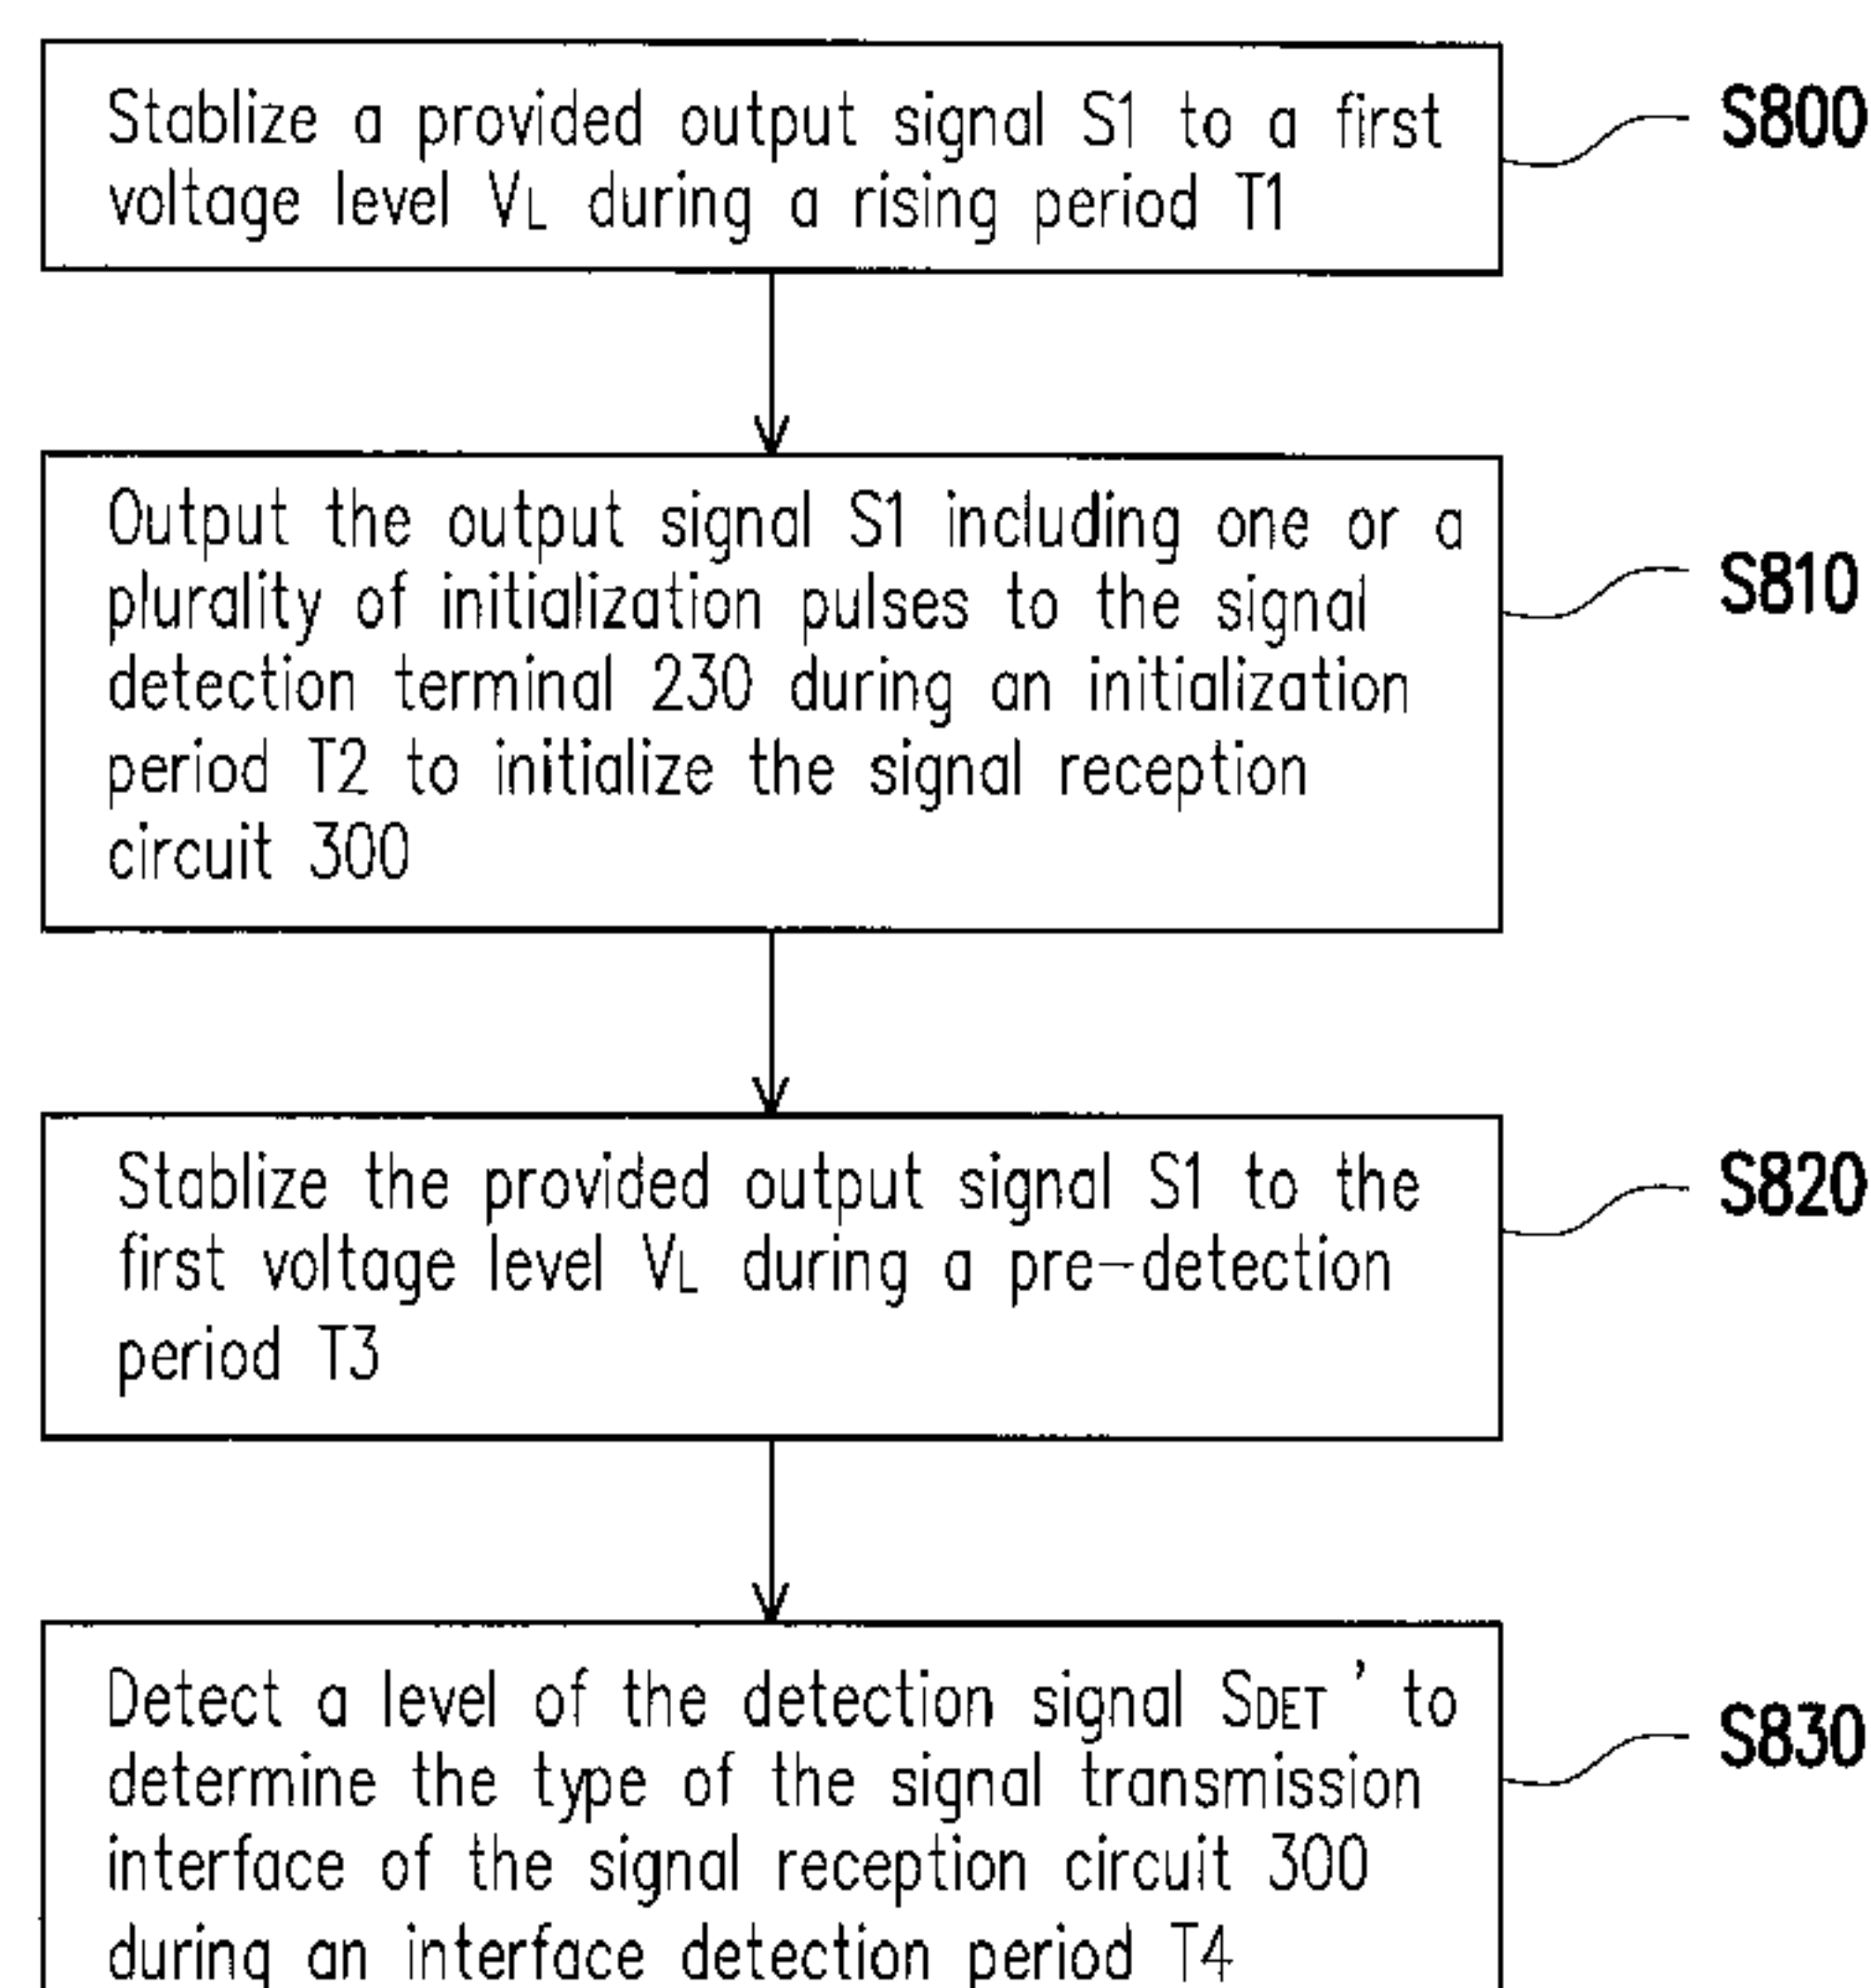 Stablize a provided output signal S1 to a first
voltage level VL during a rising period T1
S800
Output the output signal S1 including one or a
plurality of initialization pulses to the signal
detection terminal 230 during an initialization
period T2 to initialize the signal reception
circuit 300
S810
Stablize the provided output signal S1 to the
first voltage level VL during a pre-detection
period T3
S820
Detect a level of the detection signal SDET' to
determine the type of the signal transmission
interface of the signal reception circuit 300
during an interface detection period T4
S830